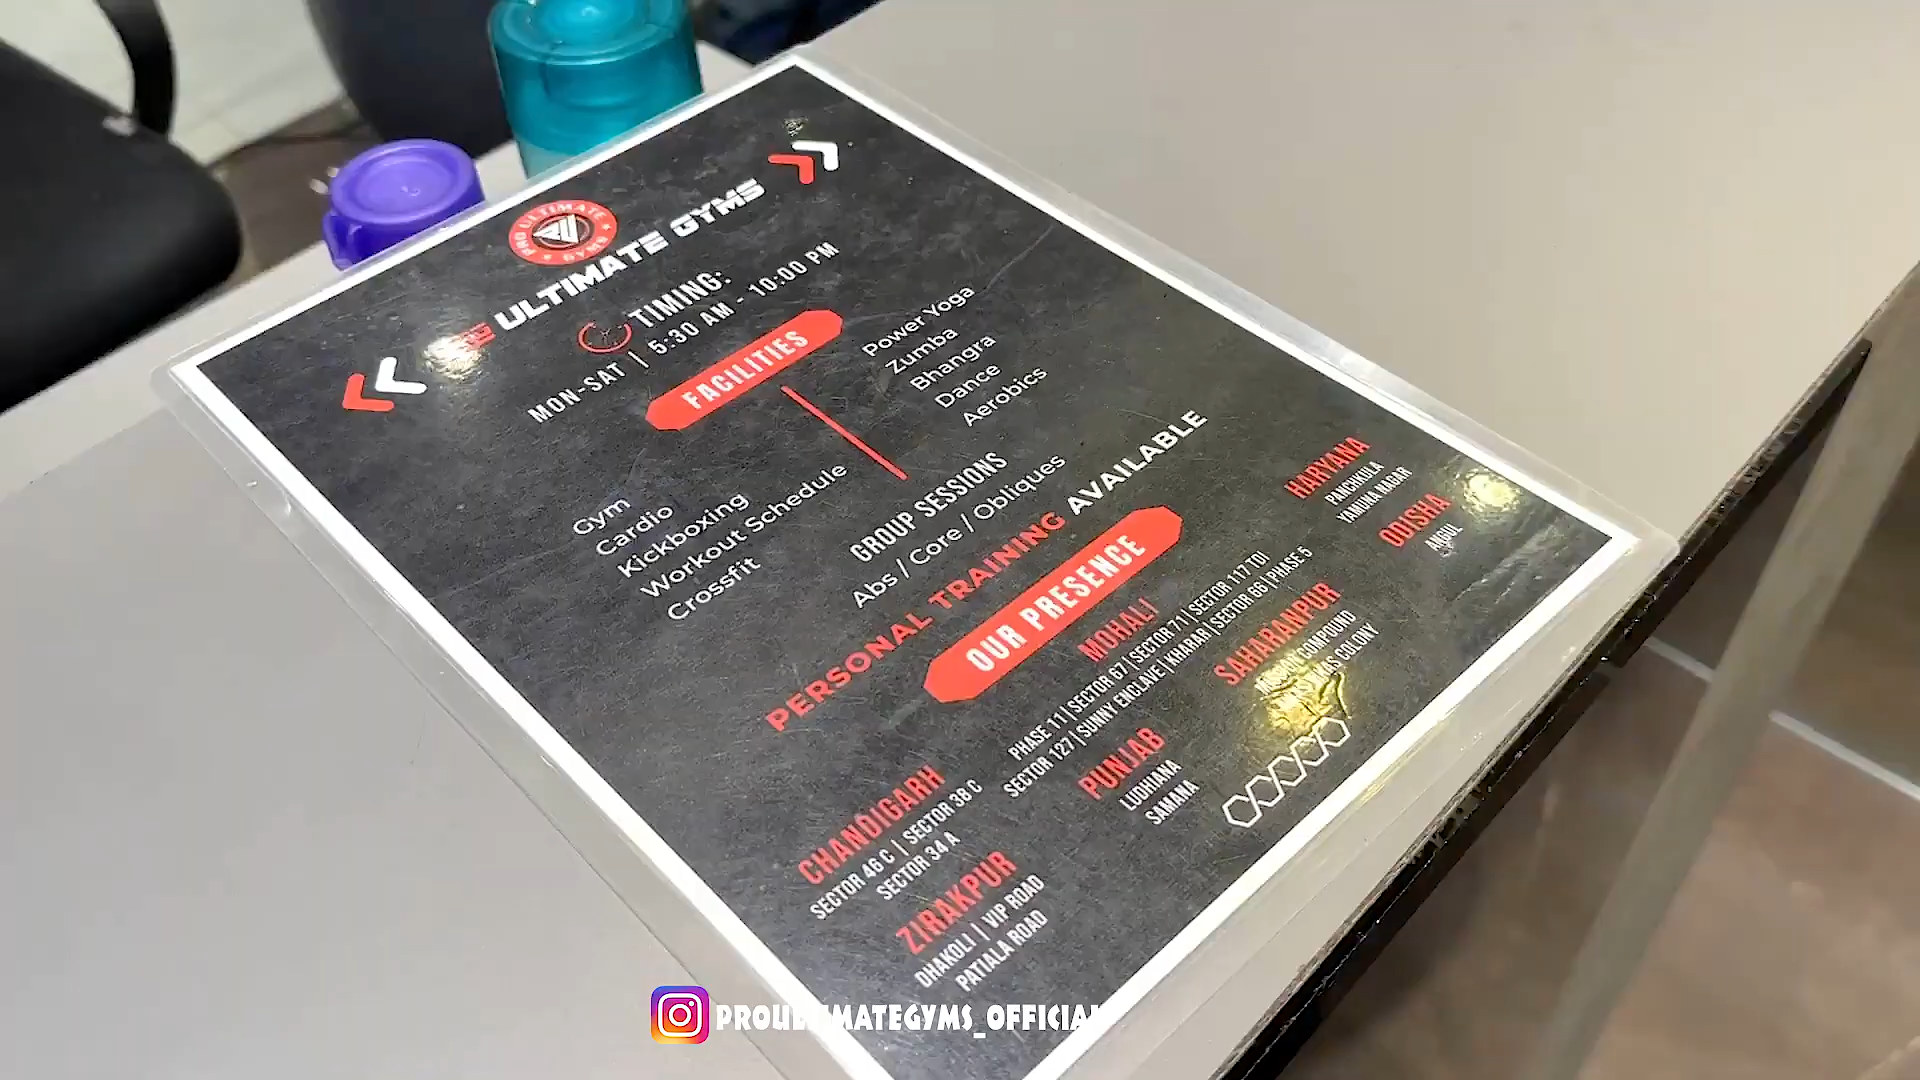 PRO ULTIMATE GYMS
ULTIMATE GYMS
TIMING:
MON-SAT | 5:30 AM - 10:00 PM
FACILITIES
Gym
Cardio
Kickboxing
Workout Schedule
Crossfit
Power Yoga
Zumba
Bhangra
Dance
Aerobics
GROUP SESSIONS
Abs / Core / Obliques
PERSONAL TRAINING AVAILABLE
OUR PRESENCE
CHANDIGARH
SECTOR 46 C | SECTOR 38 C
SECTOR 34 A
MOHALI
PHASE 11 | SECTOR 67 | SECTOR 71 | SECTOR 117 TDI
SECTOR 127 | SUNNY ENCLAVE | KHARAR | SECTOR 66 | PHASE 5
HARYANA
PANCHKULA
YAMUNA NAGAR
ZIRAKPUR
DHAKOLI | VIP ROAD
PATIALA ROAD
PUNJAB
LUDHIANA
SAMANA
SAHARANPUR
COMPOUND
COLONY
ODISHA
ANGUL
PROULTIMATEGYMS_OFFICIAL